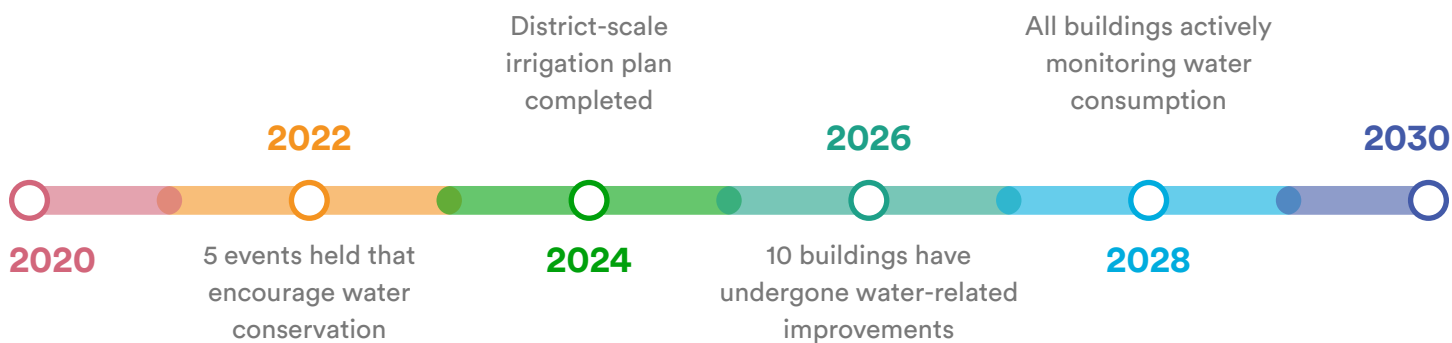 2020
2022
5 events held that
encourage water
conservation
District-scale
irrigation plan
completed
2024
2026
10 buildings have
undergone water-related
improvements
All buildings actively
monitoring water
consumption
2028
2030